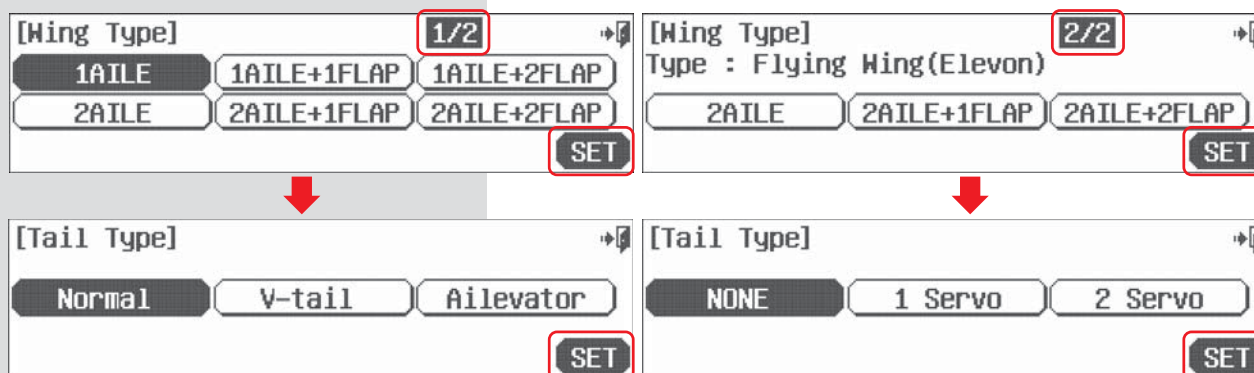 [Wing Type] 1/2
1AILE 1AILE+1FLAP 1AILE+2FLAP
2AILE 2AILE+1FLAP 2AILE+2FLAP
SET
[Wing Type] 2/2
Type : Flying Wing(Elevon)
2AILE 2AILE+1FLAP 2AILE+2FLAP
SET
[Tail Type]
Normal V-tail Ailevator
SET
[Tail Type]
NONE 1 Servo 2 Servo
SET